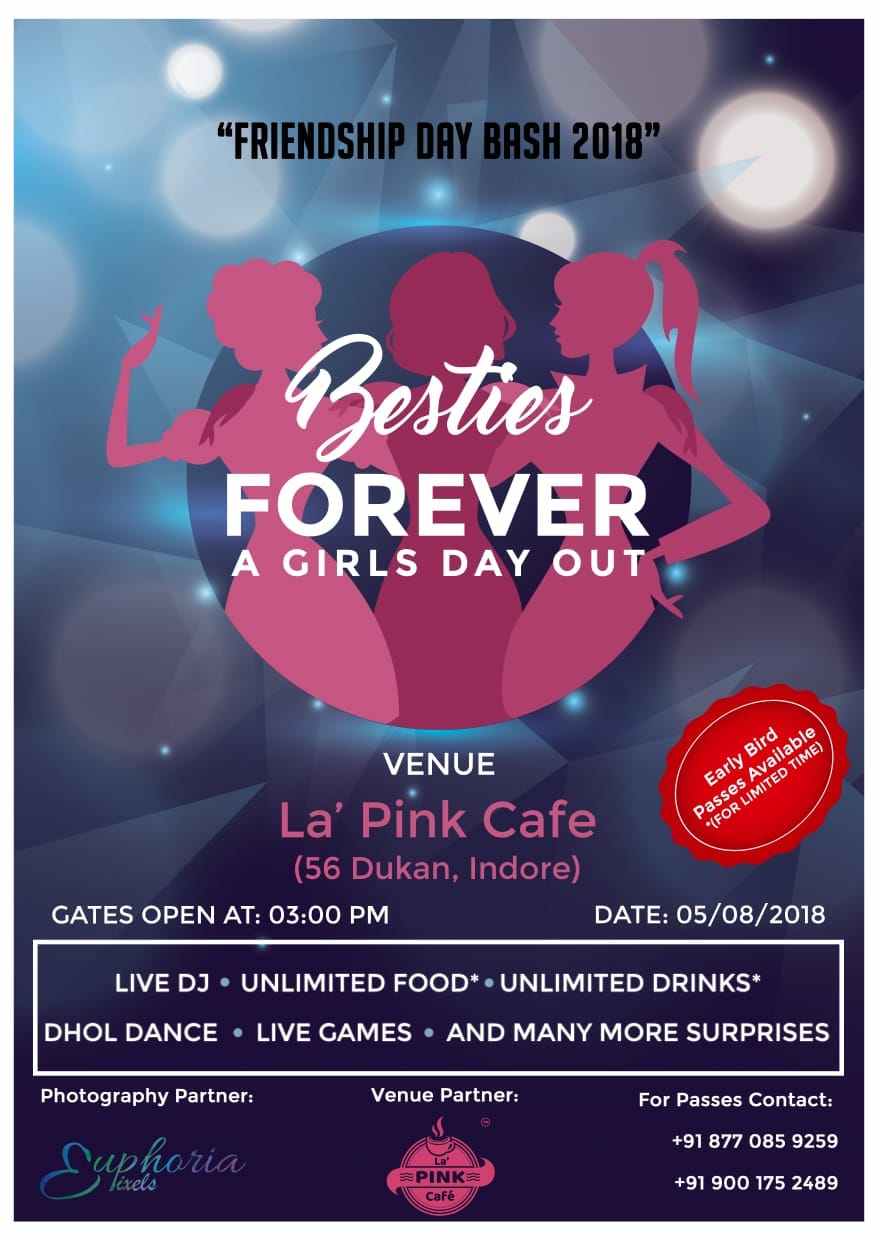 “FRIENDSHIP DAY BASH 2018”
Besties
FOREVER
A GIRLS DAY OUT
Early Bird
Passes Available
*(FOR LIMITED TIME)
VENUE
La’ Pink Cafe
(56 Dukan, Indore)
GATES OPEN AT: 03:00 PM
DATE: 05/08/2018
LIVE DJ • UNLIMITED FOOD* • UNLIMITED DRINKS*
DHOL DANCE • LIVE GAMES • AND MANY MORE SURPRISES
Photography Partner:
Euphoria
Pixels
Venue Partner:
TM
La’
PINK
Café
For Passes Contact:
+91 877 085 9259
+91 900 175 2489